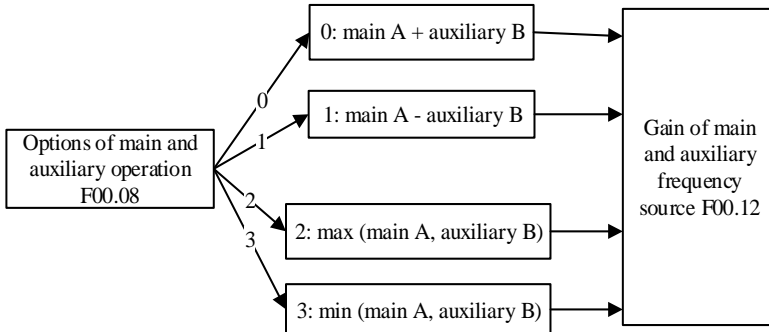 0: main A + auxiliary B
0
1: main A - auxiliary B
1
Options of main and
auxiliary operation
F00.08
2
2: max (main A, auxiliary B)
3
3: min (main A, auxiliary B)
Gain of main
and auxiliary
frequency
source F00.12